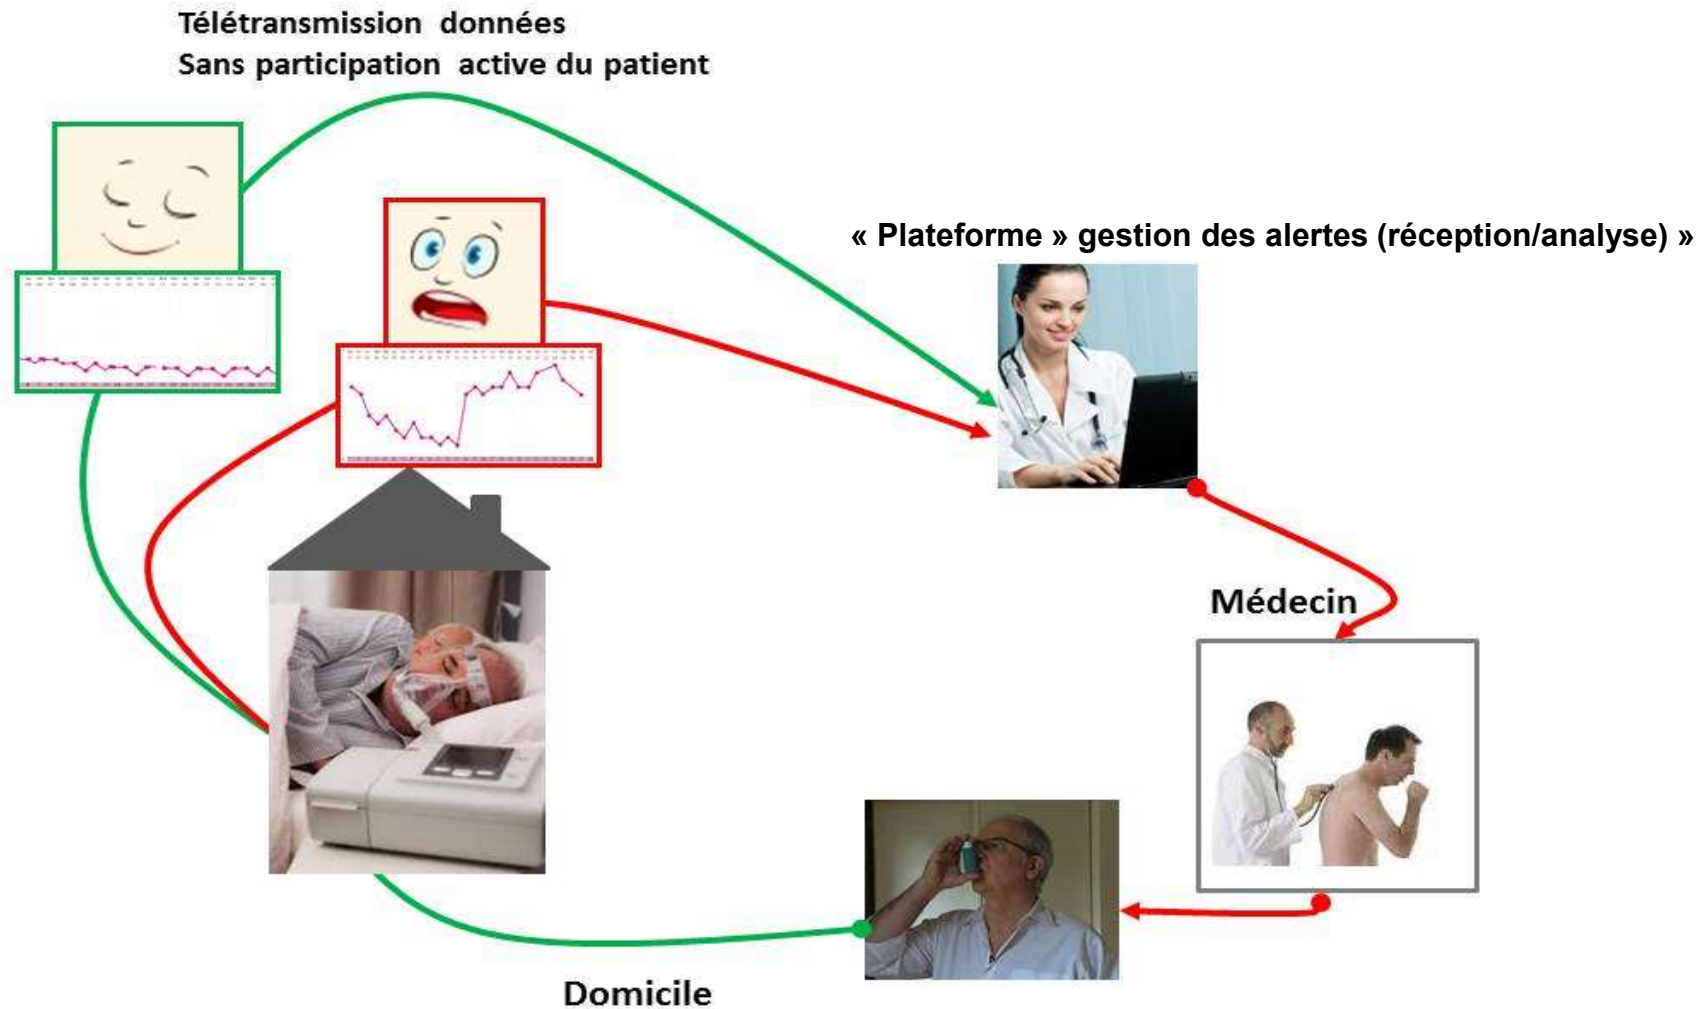 Télétransmission données
Sans participation active du patient
« Plateforme » gestion des alertes (réception/analyse) »
Médecin
Domicile